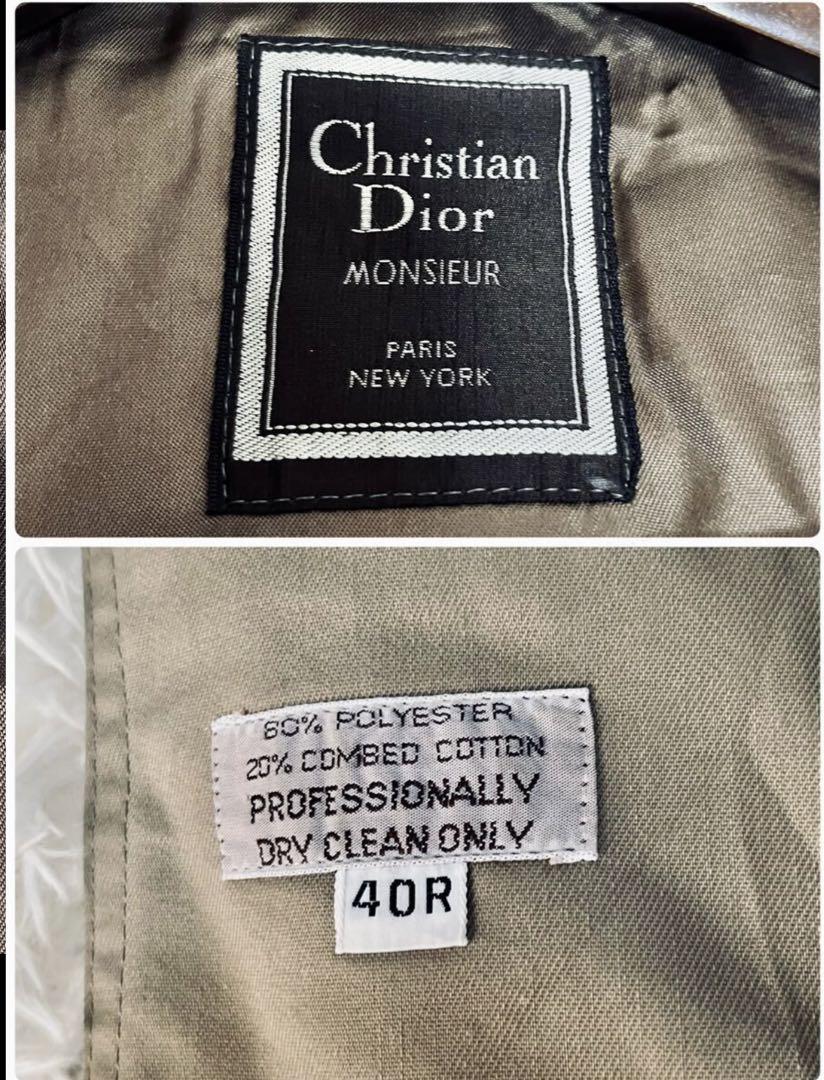 Christian
Dior
MONSIEUR
PARIS
NEW YORK
80% POLYESTER
20% COMBED COTTON
PROFESSIONALLY
DRY CLEAN ONLY
40R